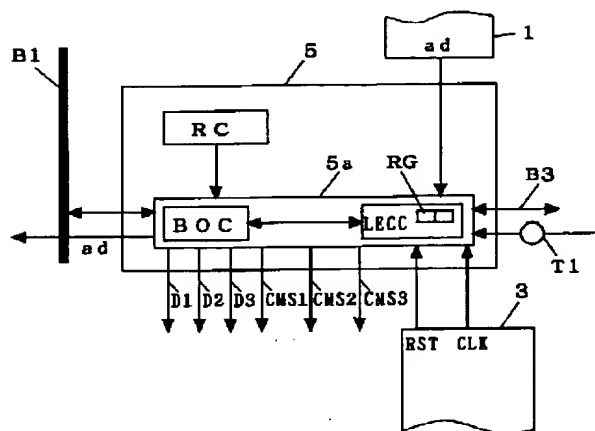 ad
1
B1
5
RC
5a
RG
B3
BOC
LECC
ad
T1
D1 D2 D3 CMS1 CMS2 CMS3
3
RST CLK